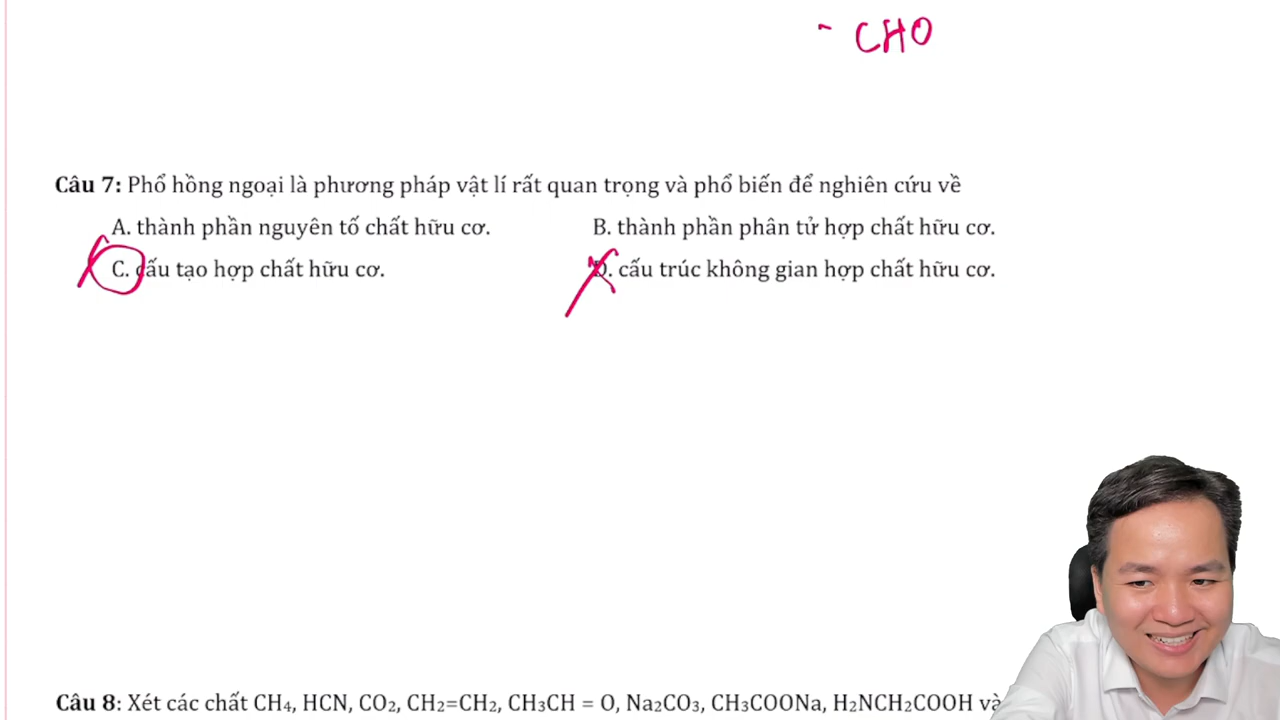 - CHO
Câu 7: Phổ hồng ngoại là phương pháp vật lí rất quan trọng và phổ biến để nghiên cứu về
A. thành phần nguyên tố chất hữu cơ. B. thành phần phân tử hợp chất hữu cơ.
C. cấu tạo hợp chất hữu cơ. D. cấu trúc không gian hợp chất hữu cơ.
Câu 8: Xét các chất CH₄, HCN, CO₂, CH₂=CH₂, CH₃CH = O, Na₂CO₃, CH₃COONa, H₂NCH₂COOH và